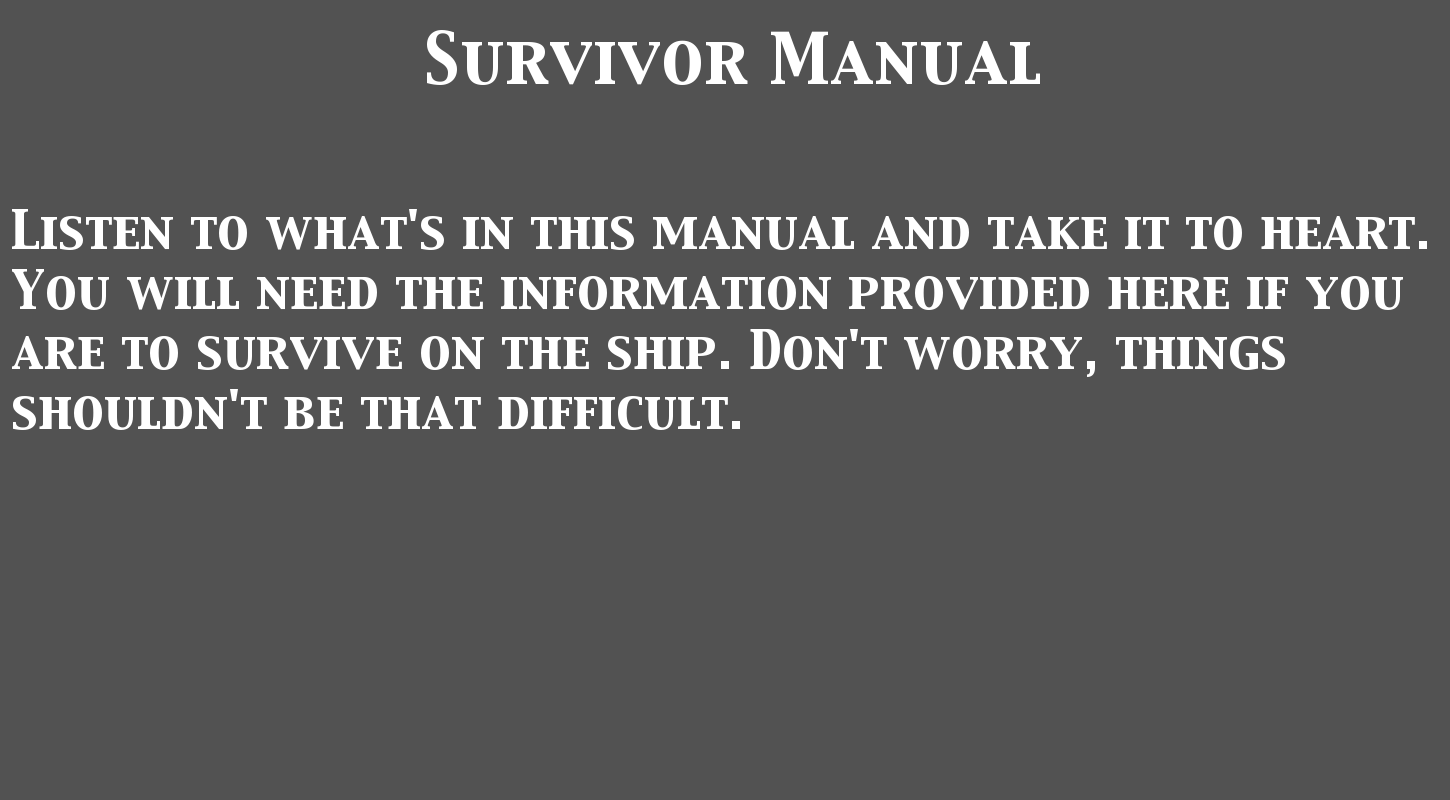 Survivor Manual
Listen to what's in this manual and take it to heart.
You will need the information provided here if you
are to survive on the ship. Don't worry, things
shouldn't be that difficult.